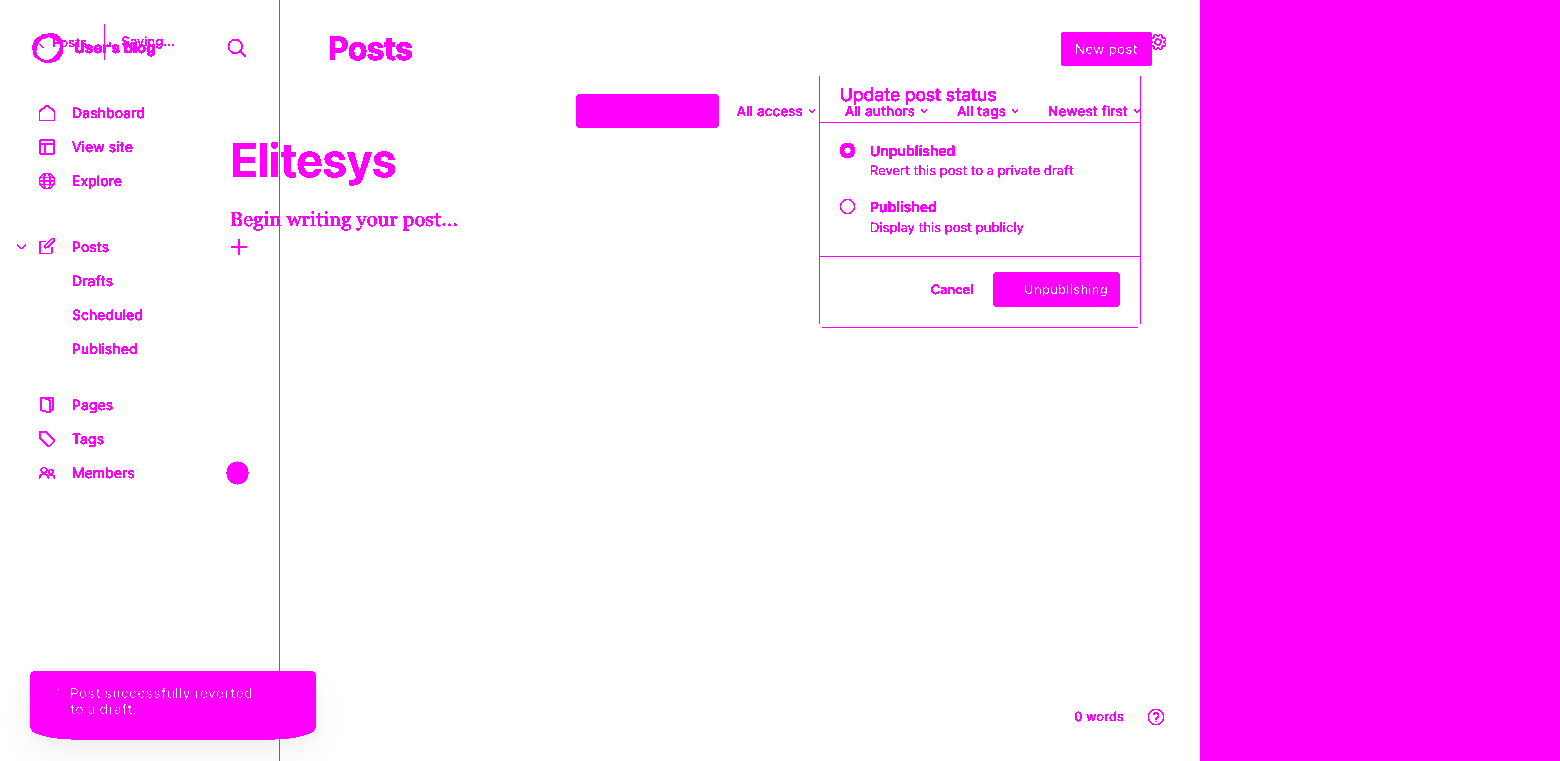 Posts
Saving...
User's blog
Posts
New post
Update post status
All access
All authors
All tags
Newest first
Dashboard
View site
Explore
Elitesys
Unpublished
Revert this post to a private draft
Begin writing your post...
Published
Display this post publicly
Posts
Drafts
Scheduled
Published
Cancel
Unpublishing
Pages
Tags
Members
Post successfully reverted
to a draft.
0 words